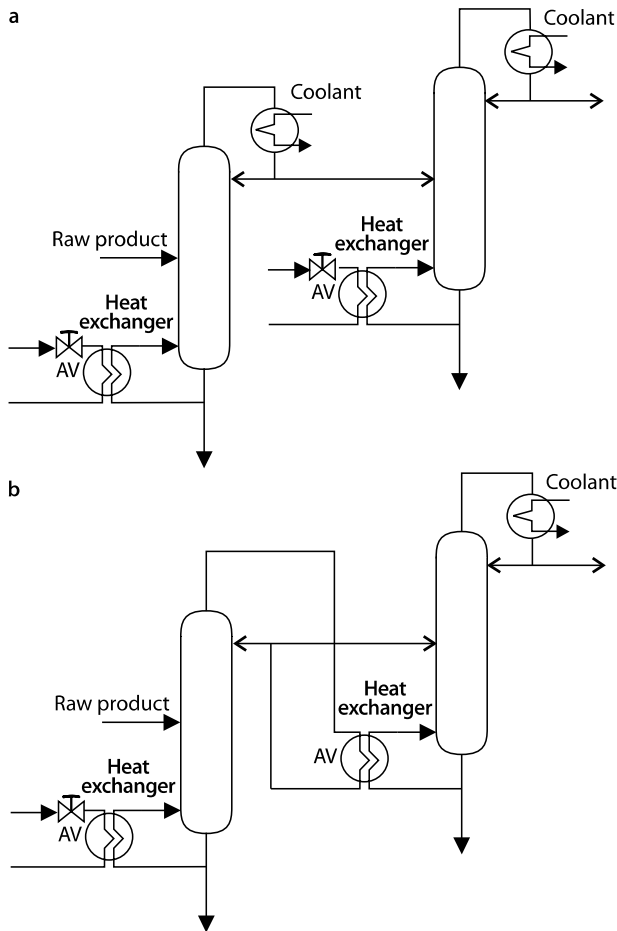 a
Coolant
Coolant
Heat
exchanger
Raw product
AV
Heat
exchanger
AV
b
Coolant
Heat
exchanger
Raw product
AV
Heat
exchanger
AV